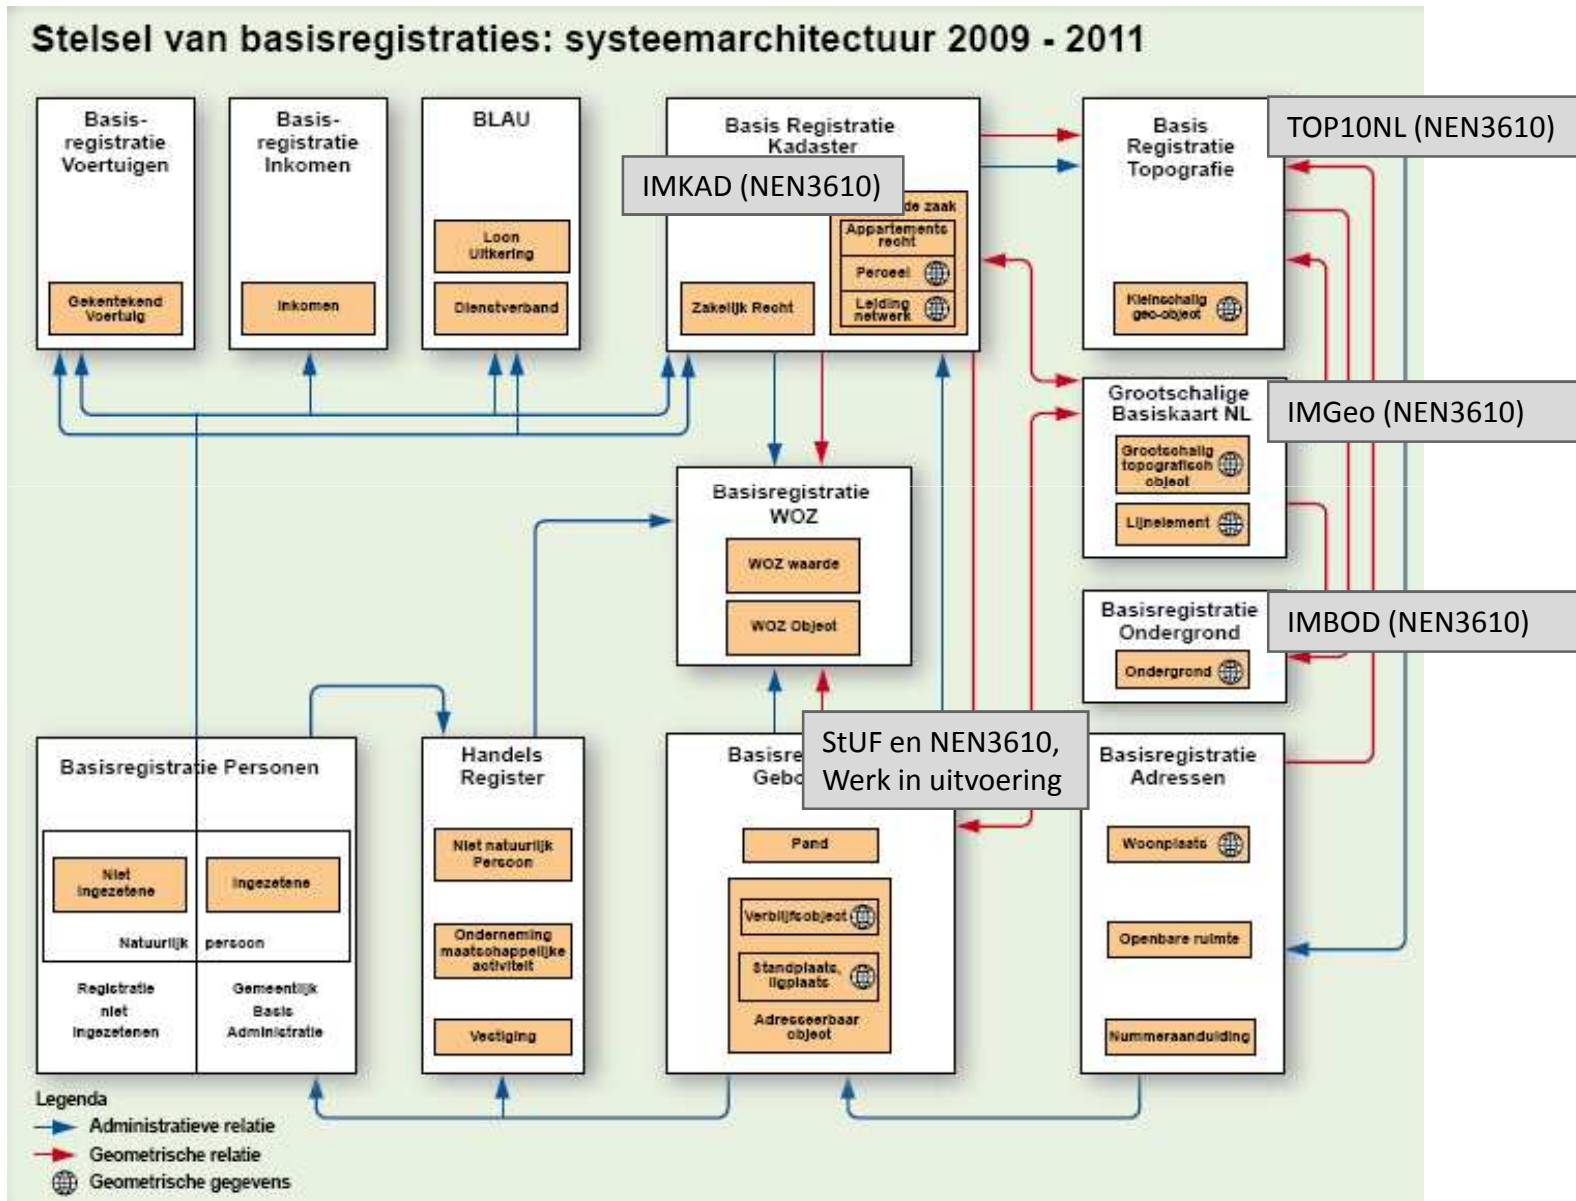 Stelsel van basisregistraties: systeemarchitectuur 2009 - 2011
Basis-
registratie
Voertuigen
Gekentekend
Voertuig
Basis-
registratie
Inkomen
Inkomen
BLAU
Loon
Uitkering
Dienstverband
Basis Registratie
Kadaster
IMKAD (NEN3610)
de zaak
Appartements
recht
Perceel
Leiding
netwerk
Zakelijk Recht
Basis
Registratie
Topografie
TOP10NL (NEN3610)
Kleinschalig
geo-object
Grootschalige
Basiskaart NL
IMGeo (NEN3610)
Grootschalig
topografisch
object
Lijnelement
Basisregistratie
WOZ
WOZ waarde
WOZ Object
Basisregistratie
Ondergrond
IMBOD (NEN3610)
Ondergrond
Basisregistratie Personen
Niet
Ingezetene
Ingezetene
Natuurlijk persoon
Registratie
niet
Ingezetenen
Gemeentlijk
Basis
Administratie
Handels
Register
Niet natuurlijk
Persoon
Onderneming
maatschappelijke
activiteit
Vestiging
StUF en NEN3610,
Werk in uitvoering
Pand
Verblijfsobject
Standplaats,
ligplaats
Adresseerbaar
object
Basisregistratie
Adressen
Woonplaats
Openbare ruimte
Nummeraanduiding
Legenda
Administratieve relatie
Geometrische relatie
Geometrische gegevens